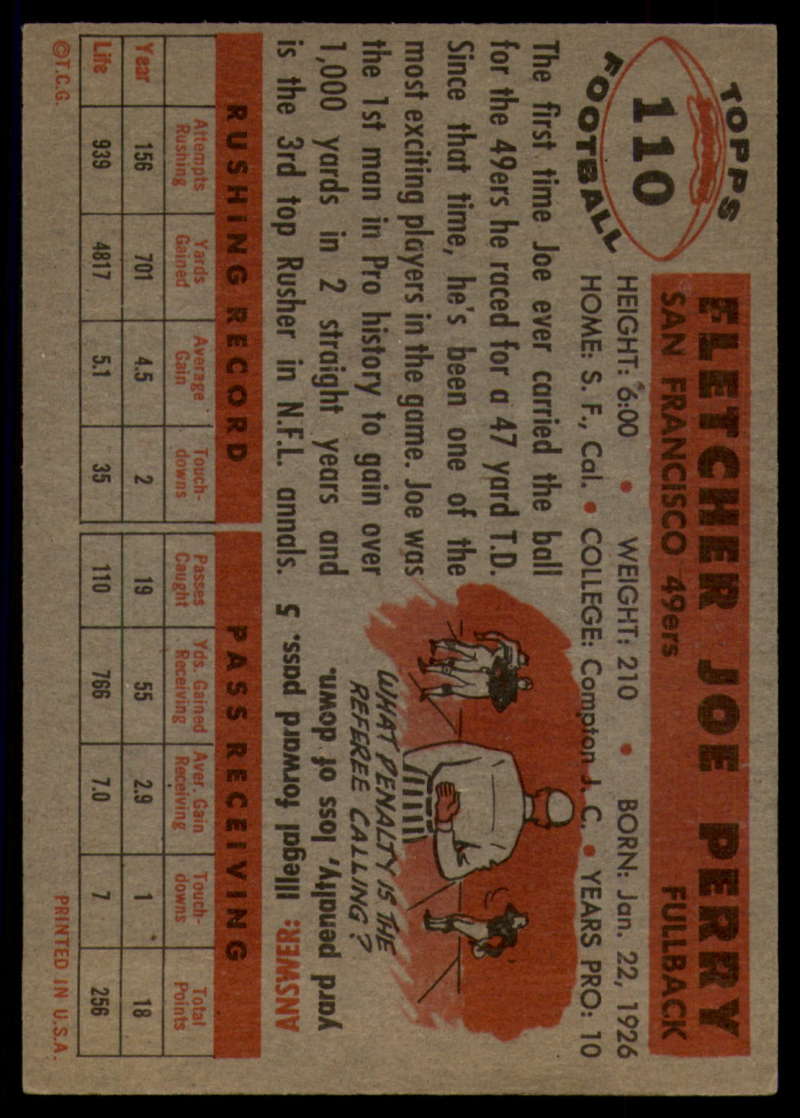 TOPPS
110
FOOTBALL
FLETCHER JOE PERRY
SAN FRANCISCO 49ers FULLBACK
HEIGHT: 6:00 • WEIGHT: 210 • BORN: Jan. 22, 1926
HOME: S. F., Cal. • COLLEGE: Compton J. C. • YEARS PRO: 10
The first time Joe ever carried the ball
for the 49ers he raced for a 47 yard T.D.
Since that time, he's been one of the
most exciting players in the game. Joe was
the 1st man in Pro history to gain over
1,000 yards in 2 straight years and
is the 3rd top Rusher in N.F.L. annals.
WHAT PENALTY IS THE
REFEREE CALLING?
ANSWER: Illegal forward pass. 5
yard penalty, loss of down.
RUSHING RECORD PASS RECEIVING
Attempts Rushing Yards Gained Average Gain Touch-downs Passes Caught Yds. Gained Receiving Aver. Gain Receiving Touch-downs Total Points
Year 156 701 4.5 2 19 55 2.9 1 18
Life 939 4817 5.1 35 110 766 7.0 7 256
©T.C.G. PRINTED IN U.S.A.